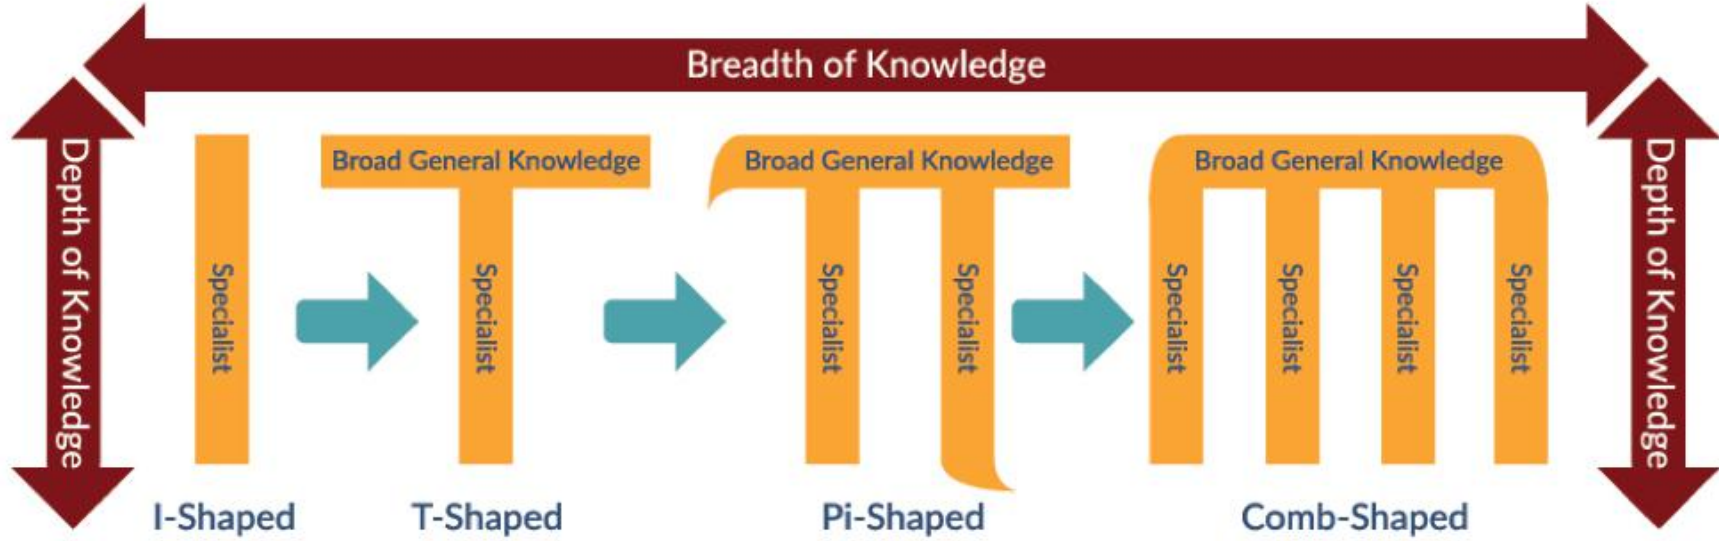 Breadth of Knowledge
Depth of Knowledge
Specialist
I-Shaped
Broad General Knowledge
Specialist
T-Shaped
Broad General Knowledge
Specialist
Specialist
Pi-Shaped
Broad General Knowledge
Specialist
Specialist
Specialist
Specialist
Comb-Shaped
Depth of Knowledge